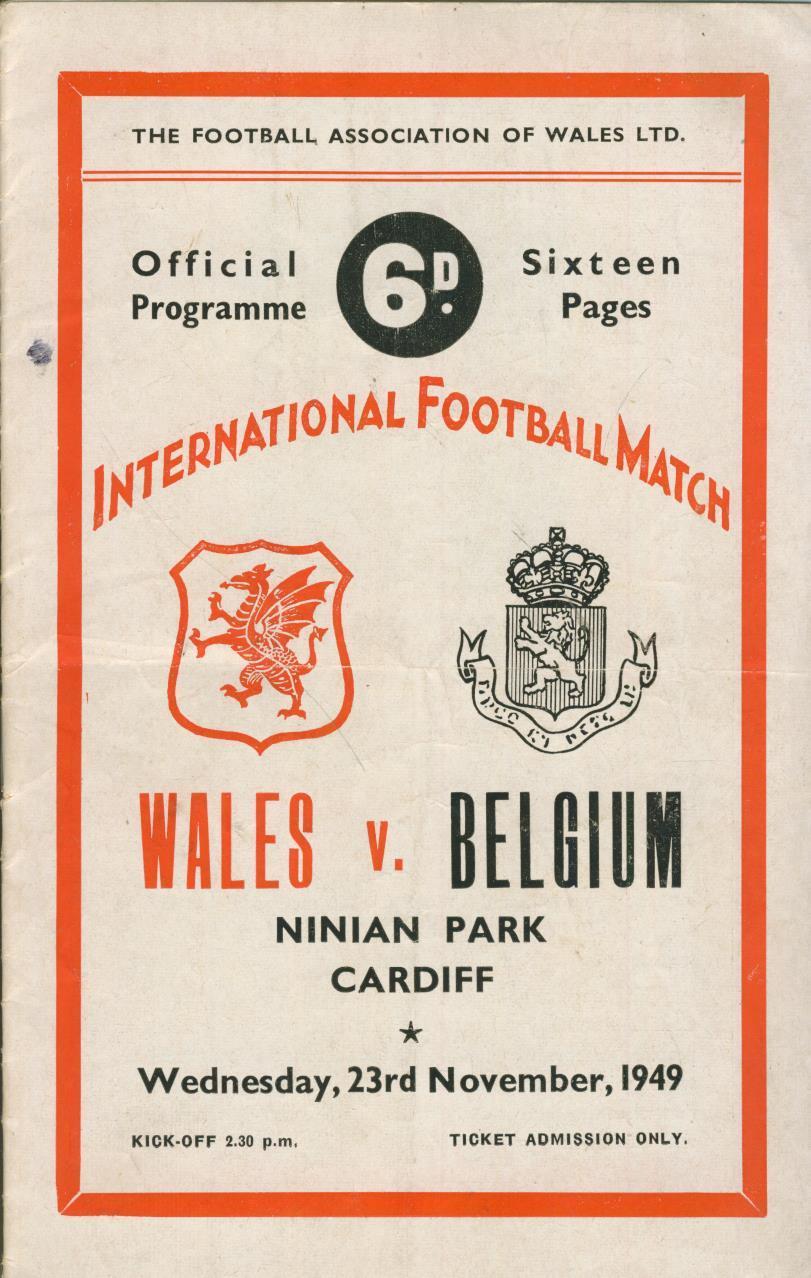 THE FOOTBALL ASSOCIATION OF WALES LTD.
Official Programme
6D.
Sixteen Pages
INTERNATIONAL FOOTBALL MATCH
WALES v. BELGIUM
NINIAN PARK
CARDIFF
Wednesday, 23rd November, 1949
KICK-OFF 2.30 p.m.
TICKET ADMISSION ONLY.